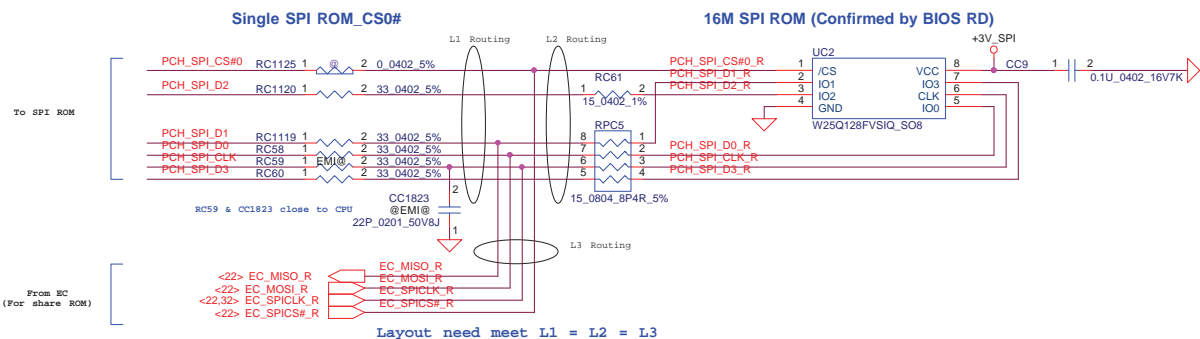 Single SPI ROM_CS0#
16M SPI ROM (Confirmed by BIOS RD)
L1 Routing
L2 Routing
+3V_SPI
To SPI ROM
PCH_SPI_CS#0 RC1125 1 @ 2 0_0402_5%
PCH_SPI_D2 RC1120 1 2 33_0402_5%
RC61
1 2
15_0402_1%
PCH_SPI_CS#0_R
PCH_SPI_D1_R
PCH_SPI_D2_R
UC2
1 /CS VCC 8
2 IO1 IO3 7
3 IO2 CLK 6
4 GND IO0 5
W25Q128FVSIQ_SO8
CC9 1 2
0.1U_0402_16V7K
PCH_SPI_D1 RC1119 1 2 33_0402_5%
PCH_SPI_D0 RC58 1 2 33_0402_5%
PCH_SPI_CLK RC59 1 EMI@ 2 33_0402_5%
PCH_SPI_D3 RC60 1 2 33_0402_5%
RPC5
8 1
7 2 PCH_SPI_D0_R
6 3 PCH_SPI_CLK_R
5 4 PCH_SPI_D3_R
15_0804_8P4R_5%
RC59 & CC1823 close to CPU
CC1823
@EMI@
22P_0201_50V8J
2
1
L3 Routing
From EC
(For share ROM)
<22> EC_MISO_R EC_MISO_R
<22> EC_MOSI_R EC_MOSI_R
<22,32> EC_SPICLK_R EC_SPICLK_R
<22> EC_SPICS#_R EC_SPICS#_R
Layout need meet L1 = L2 = L3